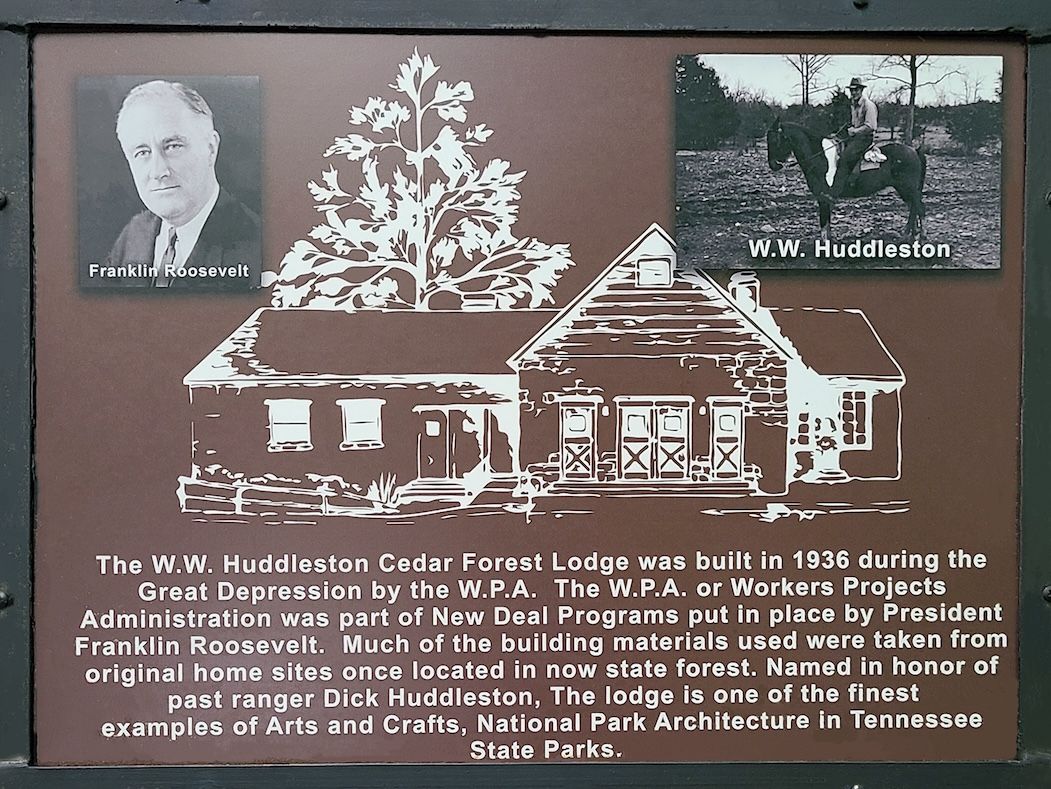 Franklin Roosevelt
W.W. Huddleston
The W.W. Huddleston Cedar Forest Lodge was built in 1936 during the
Great Depression by the W.P.A.  The W.P.A. or Workers Projects
Administration was part of New Deal Programs put in place by President
Franklin Roosevelt.  Much of the building materials used were taken from
original home sites once located in now state forest. Named in honor of
past ranger Dick Huddleston, The lodge is one of the finest
examples of Arts and Crafts, National Park Architecture in Tennessee
State Parks.